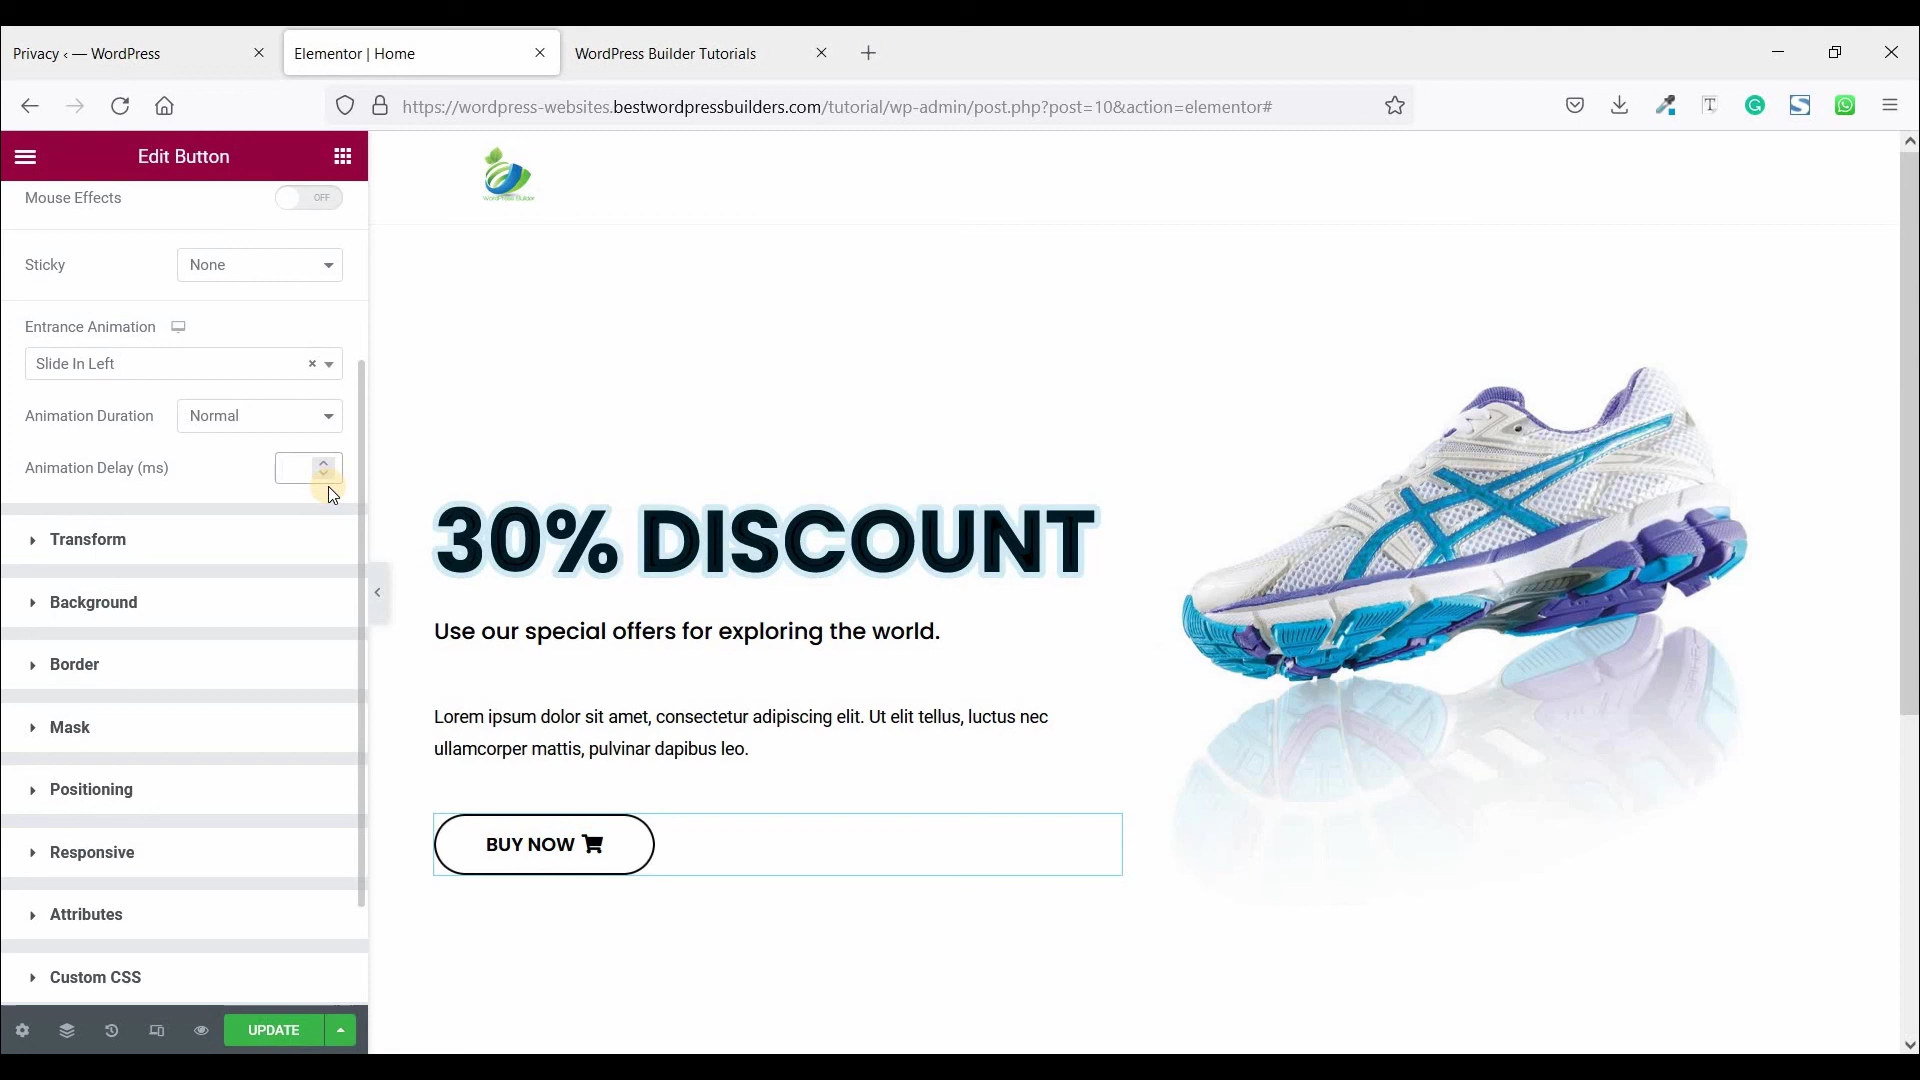 Privacy ‹ — WordPress
Elementor | Home
WordPress Builder Tutorials
https://wordpress-websites.bestwordpressbuilders.com/tutorial/wp-admin/post.php?post=10&action=elementor#
Edit Button
Mouse Effects
OFF
Sticky
None
Entrance Animation
Slide In Left
Animation Duration
Normal
Animation Delay (ms)
Transform
Background
Border
Mask
Positioning
Responsive
Attributes
Custom CSS
UPDATE
WordPress Builder
30% DISCOUNT
Use our special offers for exploring the world.
Lorem ipsum dolor sit amet, consectetur adipiscing elit. Ut elit tellus, luctus nec
ullamcorper mattis, pulvinar dapibus leo.
BUY NOW